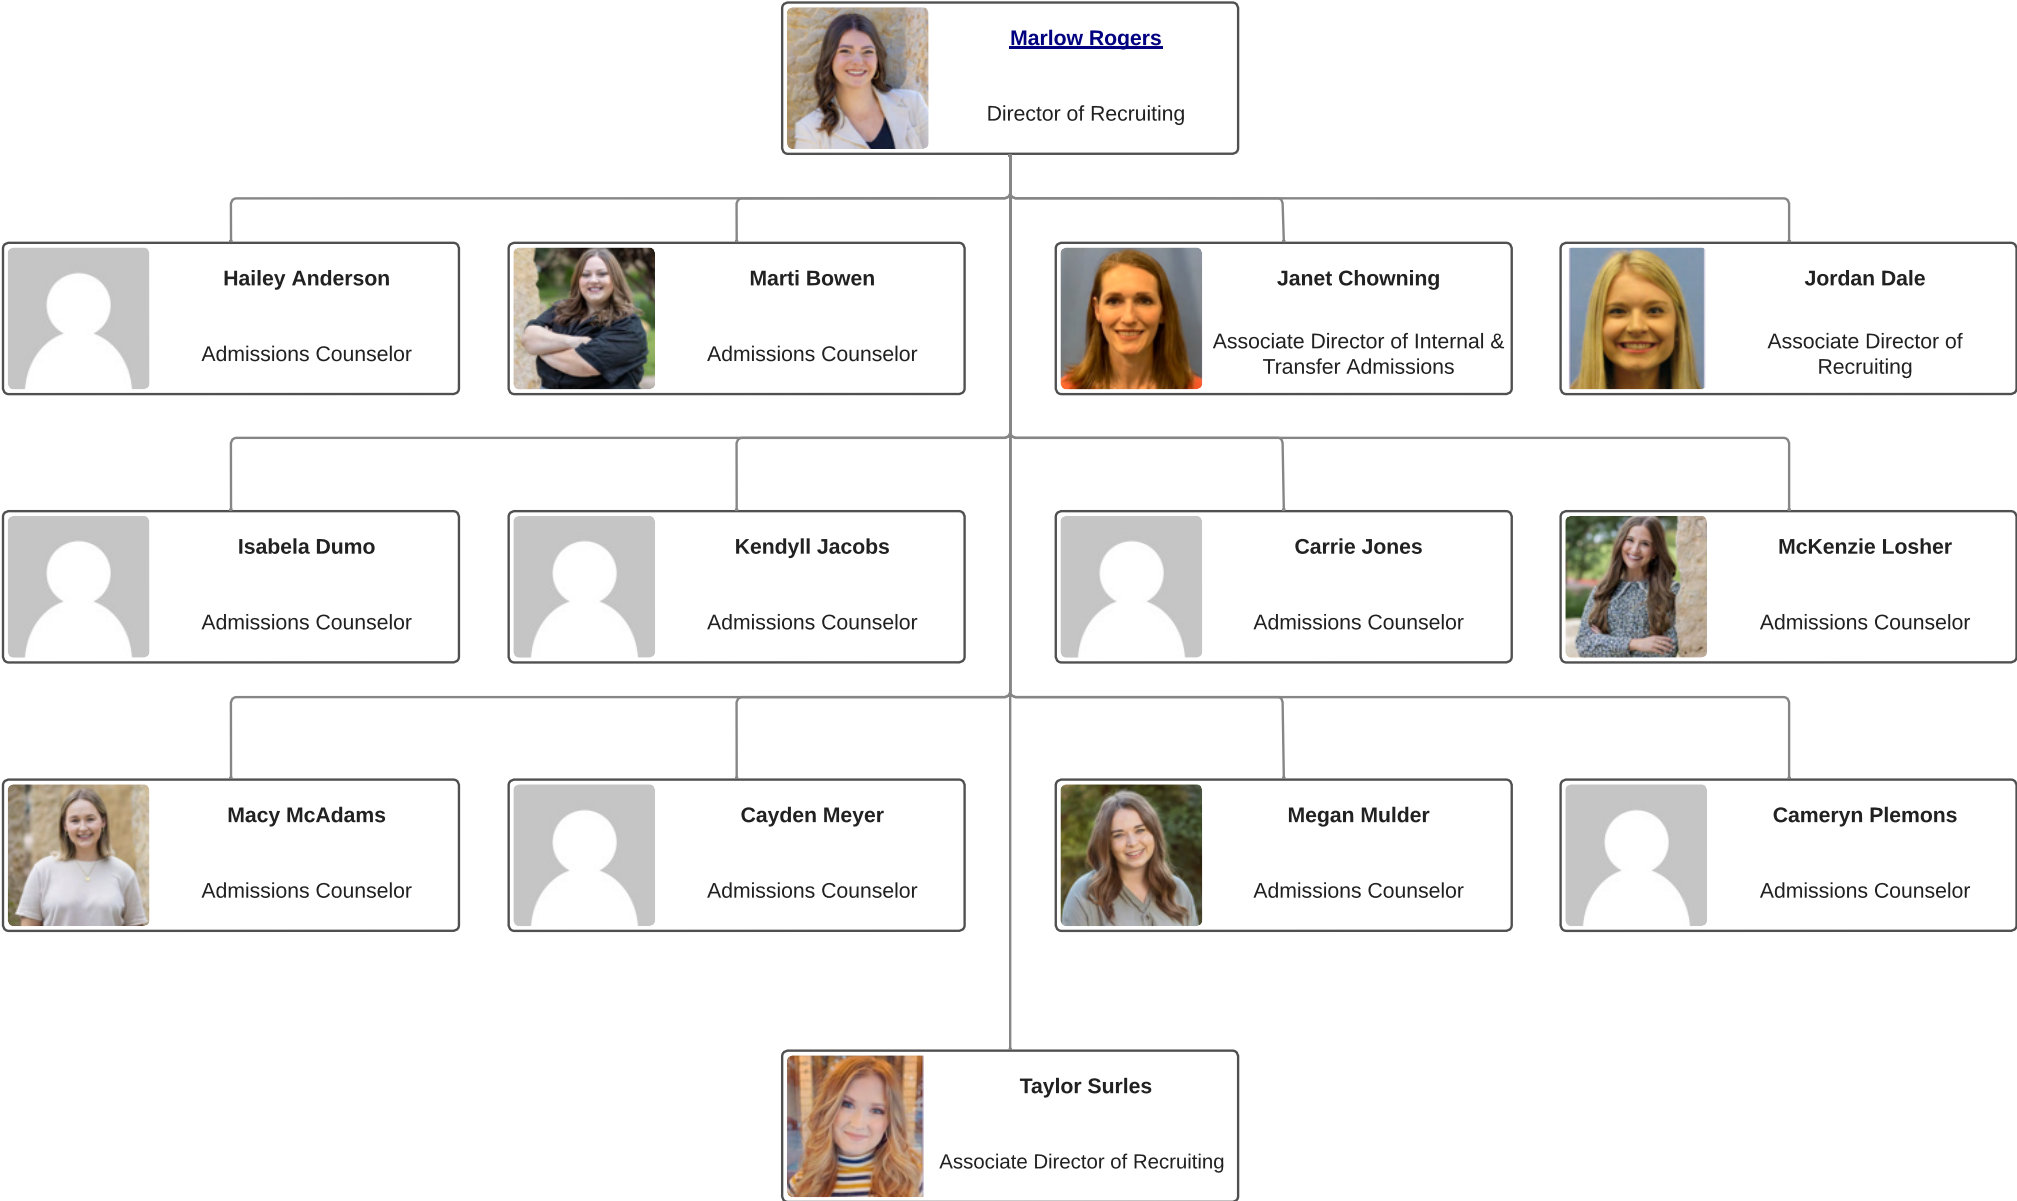 Marlow Rogers
Director of Recruiting
Hailey Anderson
Admissions Counselor
Marti Bowen
Admissions Counselor
Janet Chowning
Associate Director of Internal &
Transfer Admissions
Jordan Dale
Associate Director of
Recruiting
Isabela Dumo
Admissions Counselor
Kendyll Jacobs
Admissions Counselor
Carrie Jones
Admissions Counselor
McKenzie Losher
Admissions Counselor
Macy McAdams
Admissions Counselor
Cayden Meyer
Admissions Counselor
Megan Mulder
Admissions Counselor
Cameryn Plemons
Admissions Counselor
Taylor Surles
Associate Director of Recruiting